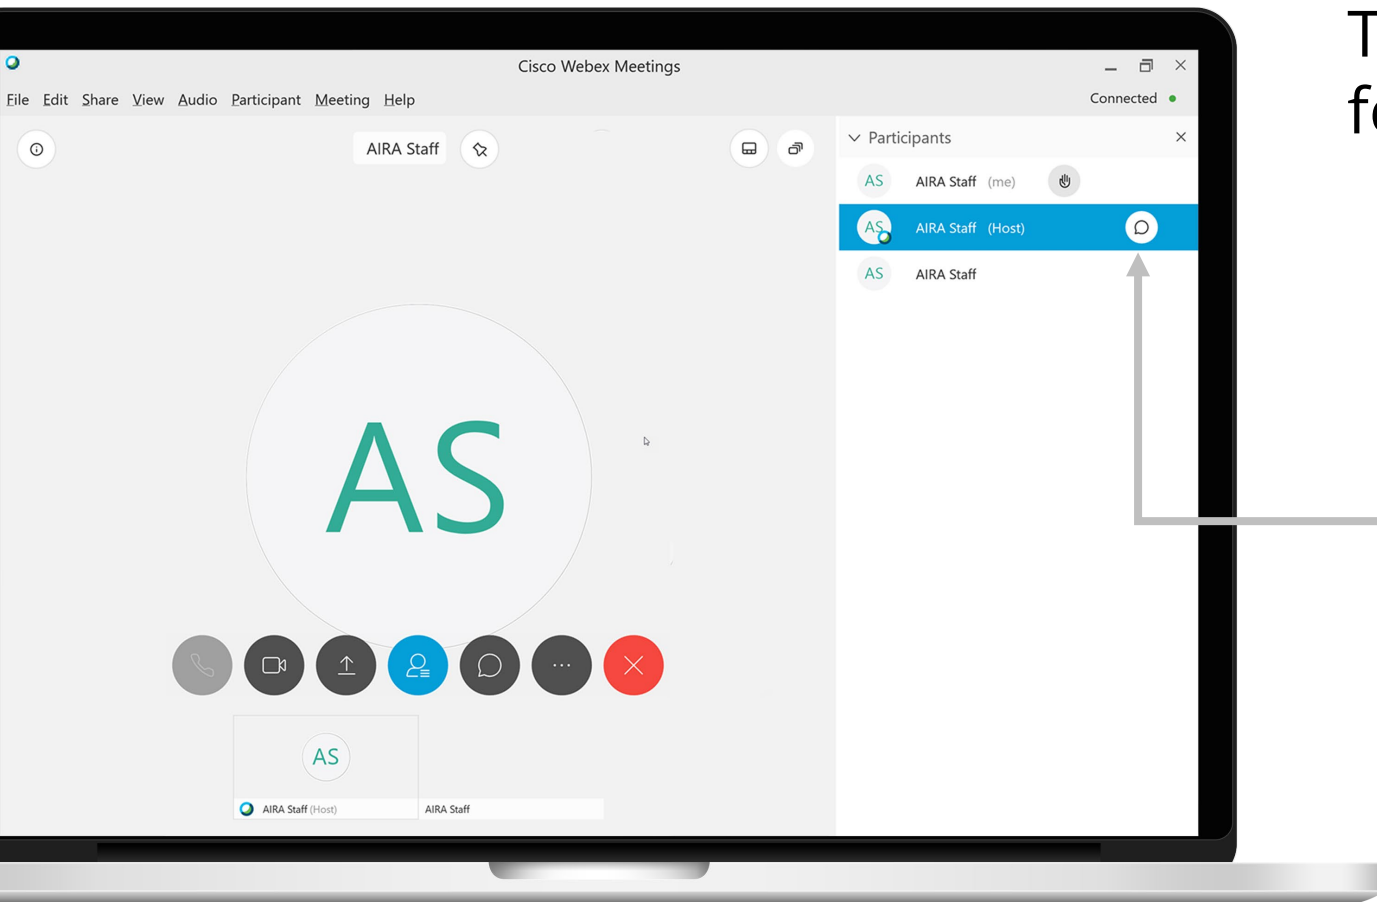 T
fe
Cisco Webex Meetings
File Edit Share View Audio Participant Meeting Help
Connected
AIRA Staff
Participants
AS AIRA Staff (me)
AS AIRA Staff (Host)
AS AIRA Staff
AS
AS
AIRA Staff (Host)
AIRA Staff